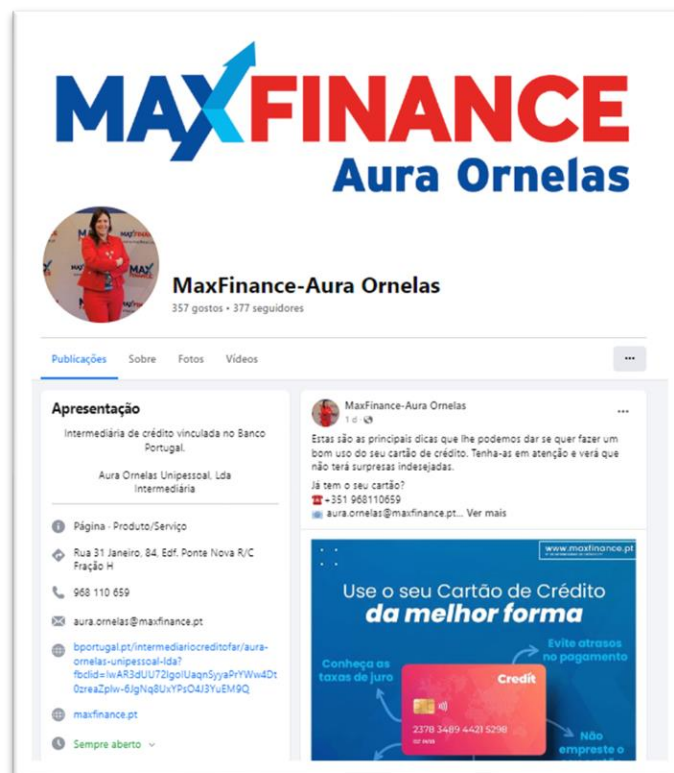 MAXFINANCE
Aura Ornelas
MaxFinance-Aura Ornelas
357 gostos • 377 seguidores
Publicações Sobre Fotos Vídeos
Apresentação
Intermediária de crédito vinculada no Banco
Portugal.
Aura Ornelas Unipessoal, Lda
Intermediária
Página · Produto/Serviço
Rua 31 Janeiro, 84, Edf. Ponte Nova R/C
Fração H
968 110 659
aura.ornelas@maxfinance.pt
bportugal.pt/intermediariocreditofar/aura-
ornelas-unipessoal-lda?
maxfinance.pt
Sempre aberto
MaxFinance-Aura Ornelas
1 d
Estas são as principais dicas que lhe podemos dar se quer fazer um
bom uso do seu cartão de crédito. Tenha-as em atenção e verá que
não terá surpresas indesejadas.
Já tem o seu cartão?
+351 968110659
aura.ornelas@maxfinance.pt... Ver mais
www.maxfinance.pt
Use o seu Cartão de Crédito
da melhor forma
Conheça as
taxas de juro
Evite atrasos
no pagamento
Credit
2378 3489 4421 5298
Não
empreste o